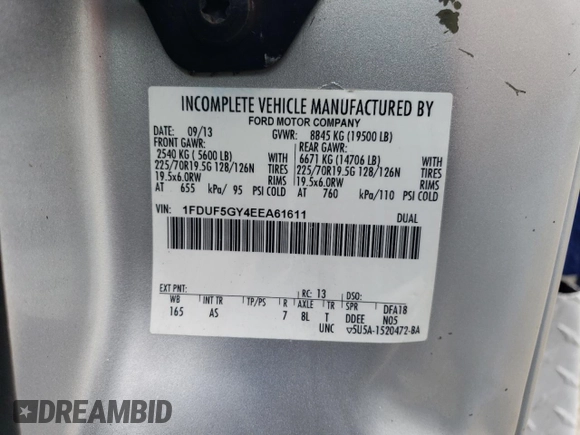 INCOMPLETE VEHICLE MANUFACTURED BY
FORD MOTOR COMPANY
DATE: 09/13 GVWR: 8845 KG (19500 LB)
FRONT GAWR: REAR GAWR:
2540 KG ( 5600 LB) WITH 6671 KG ( 14706 LB) WITH
225/70R19.5G 128/126N TIRES 225/70R19.5G 128/126N TIRES
19.5x6.0RW RIMS 19.5x6.0RW RIMS
AT 655 kPa/ 95 PSI COLD AT 760 kPa/110 PSI COLD
VIN: 1FDUF5GY4EEA61611 DUAL
EXT PNT: RC: 13 DSO:
WB INT TR TP/PS R AXLE TR SPR DFA18
165 AS 7 8L T DDEE N05
UNC ▽5U5A-1520472-BA
DREAMBID